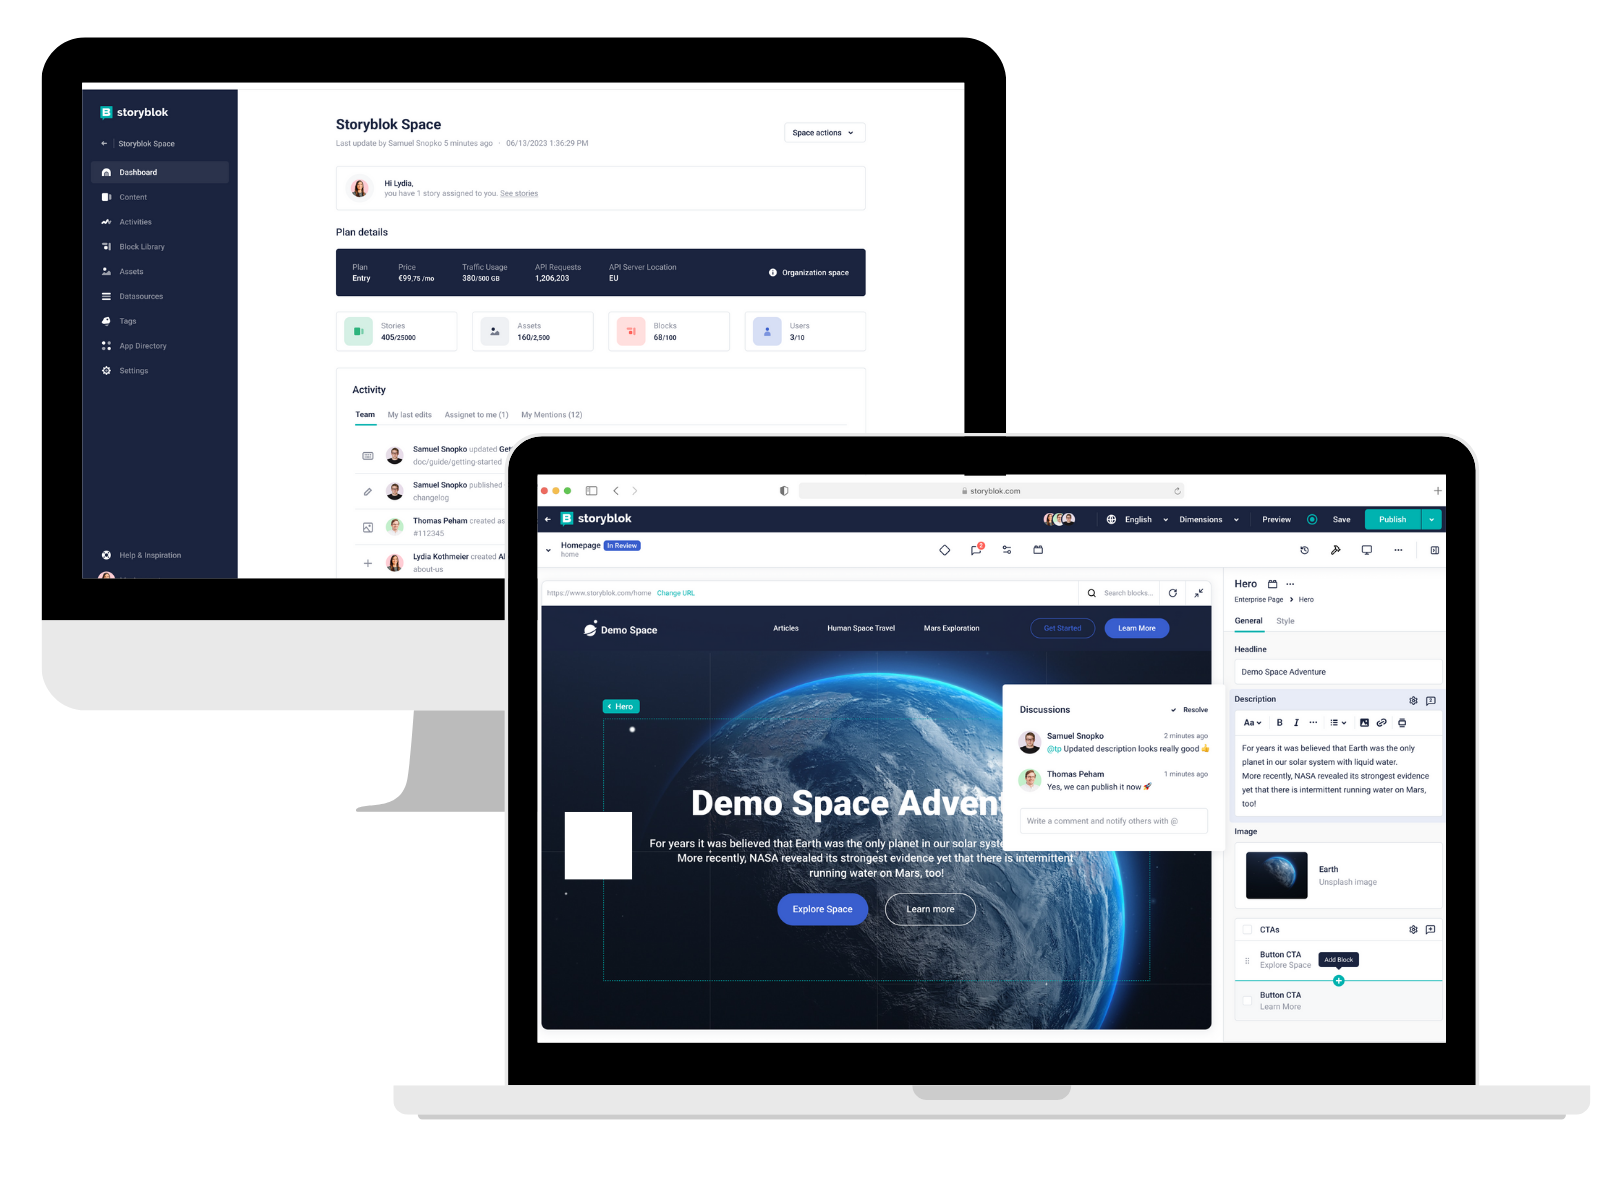 storyblok
Storyblok Space
Dashboard
Content
Activities
Block Library
Assets
Datasources
Tags
App Directory
Settings
Help & Inspiration
Storyblok Space
Last update by Samuel Snopko 5 minutes ago · 06/13/2023 1:36:29 PM
Space actions
Hi Lydia,
you have 1 story assigned to you. See stories
Plan details
Plan Price Traffic Usage API Requests API Server Location
Entry €99,75 /mo 380/500 GB 1,206,203 EU
Organization space
Stories
405/25000
Assets
160/2,500
Blocks
68/100
Users
3/10
Activity
Team My last edits Assignet to me (1) My Mentions (12)
Samuel Snopko updated Get
doc/guide/getting-started
Samuel Snopko published
changelog
Thomas Peham created as
#112345
Lydia Kothmeier created Al
about-us
storyblok.com
storyblok
English Dimensions Preview Save Publish
Homepage In Review
home
2
https://www.storyblok.com/home Change URL
Search blocks...
Demo Space
Articles Human Space Travel Mars Exploration Get Started Learn More
Hero
Demo Space Advent
For years it was believed that Earth was the only planet in our solar syste
More recently, NASA revealed its strongest evidence yet that there is intermittent
running water on Mars, too!
Explore Space Learn more
Discussions Resolve
Samuel Snopko 2 minutes ago
@tp Updated description looks really good 👍
Thomas Peham 1 minutes ago
Yes, we can publish it now 🚀
Write a comment and notify others with @
Hero
Enterprise Page > Hero
General Style
Headline
Demo Space Adventure
Description
Aa B I
For years it was believed that Earth was the only
planet in our solar system with liquid water.
More recently, NASA revealed its strongest evidence
yet that there is intermittent running water on Mars,
too!
Image
Earth
Unsplash image
CTAs
Button CTA
Explore Space
Add Block
Button CTA
Learn More